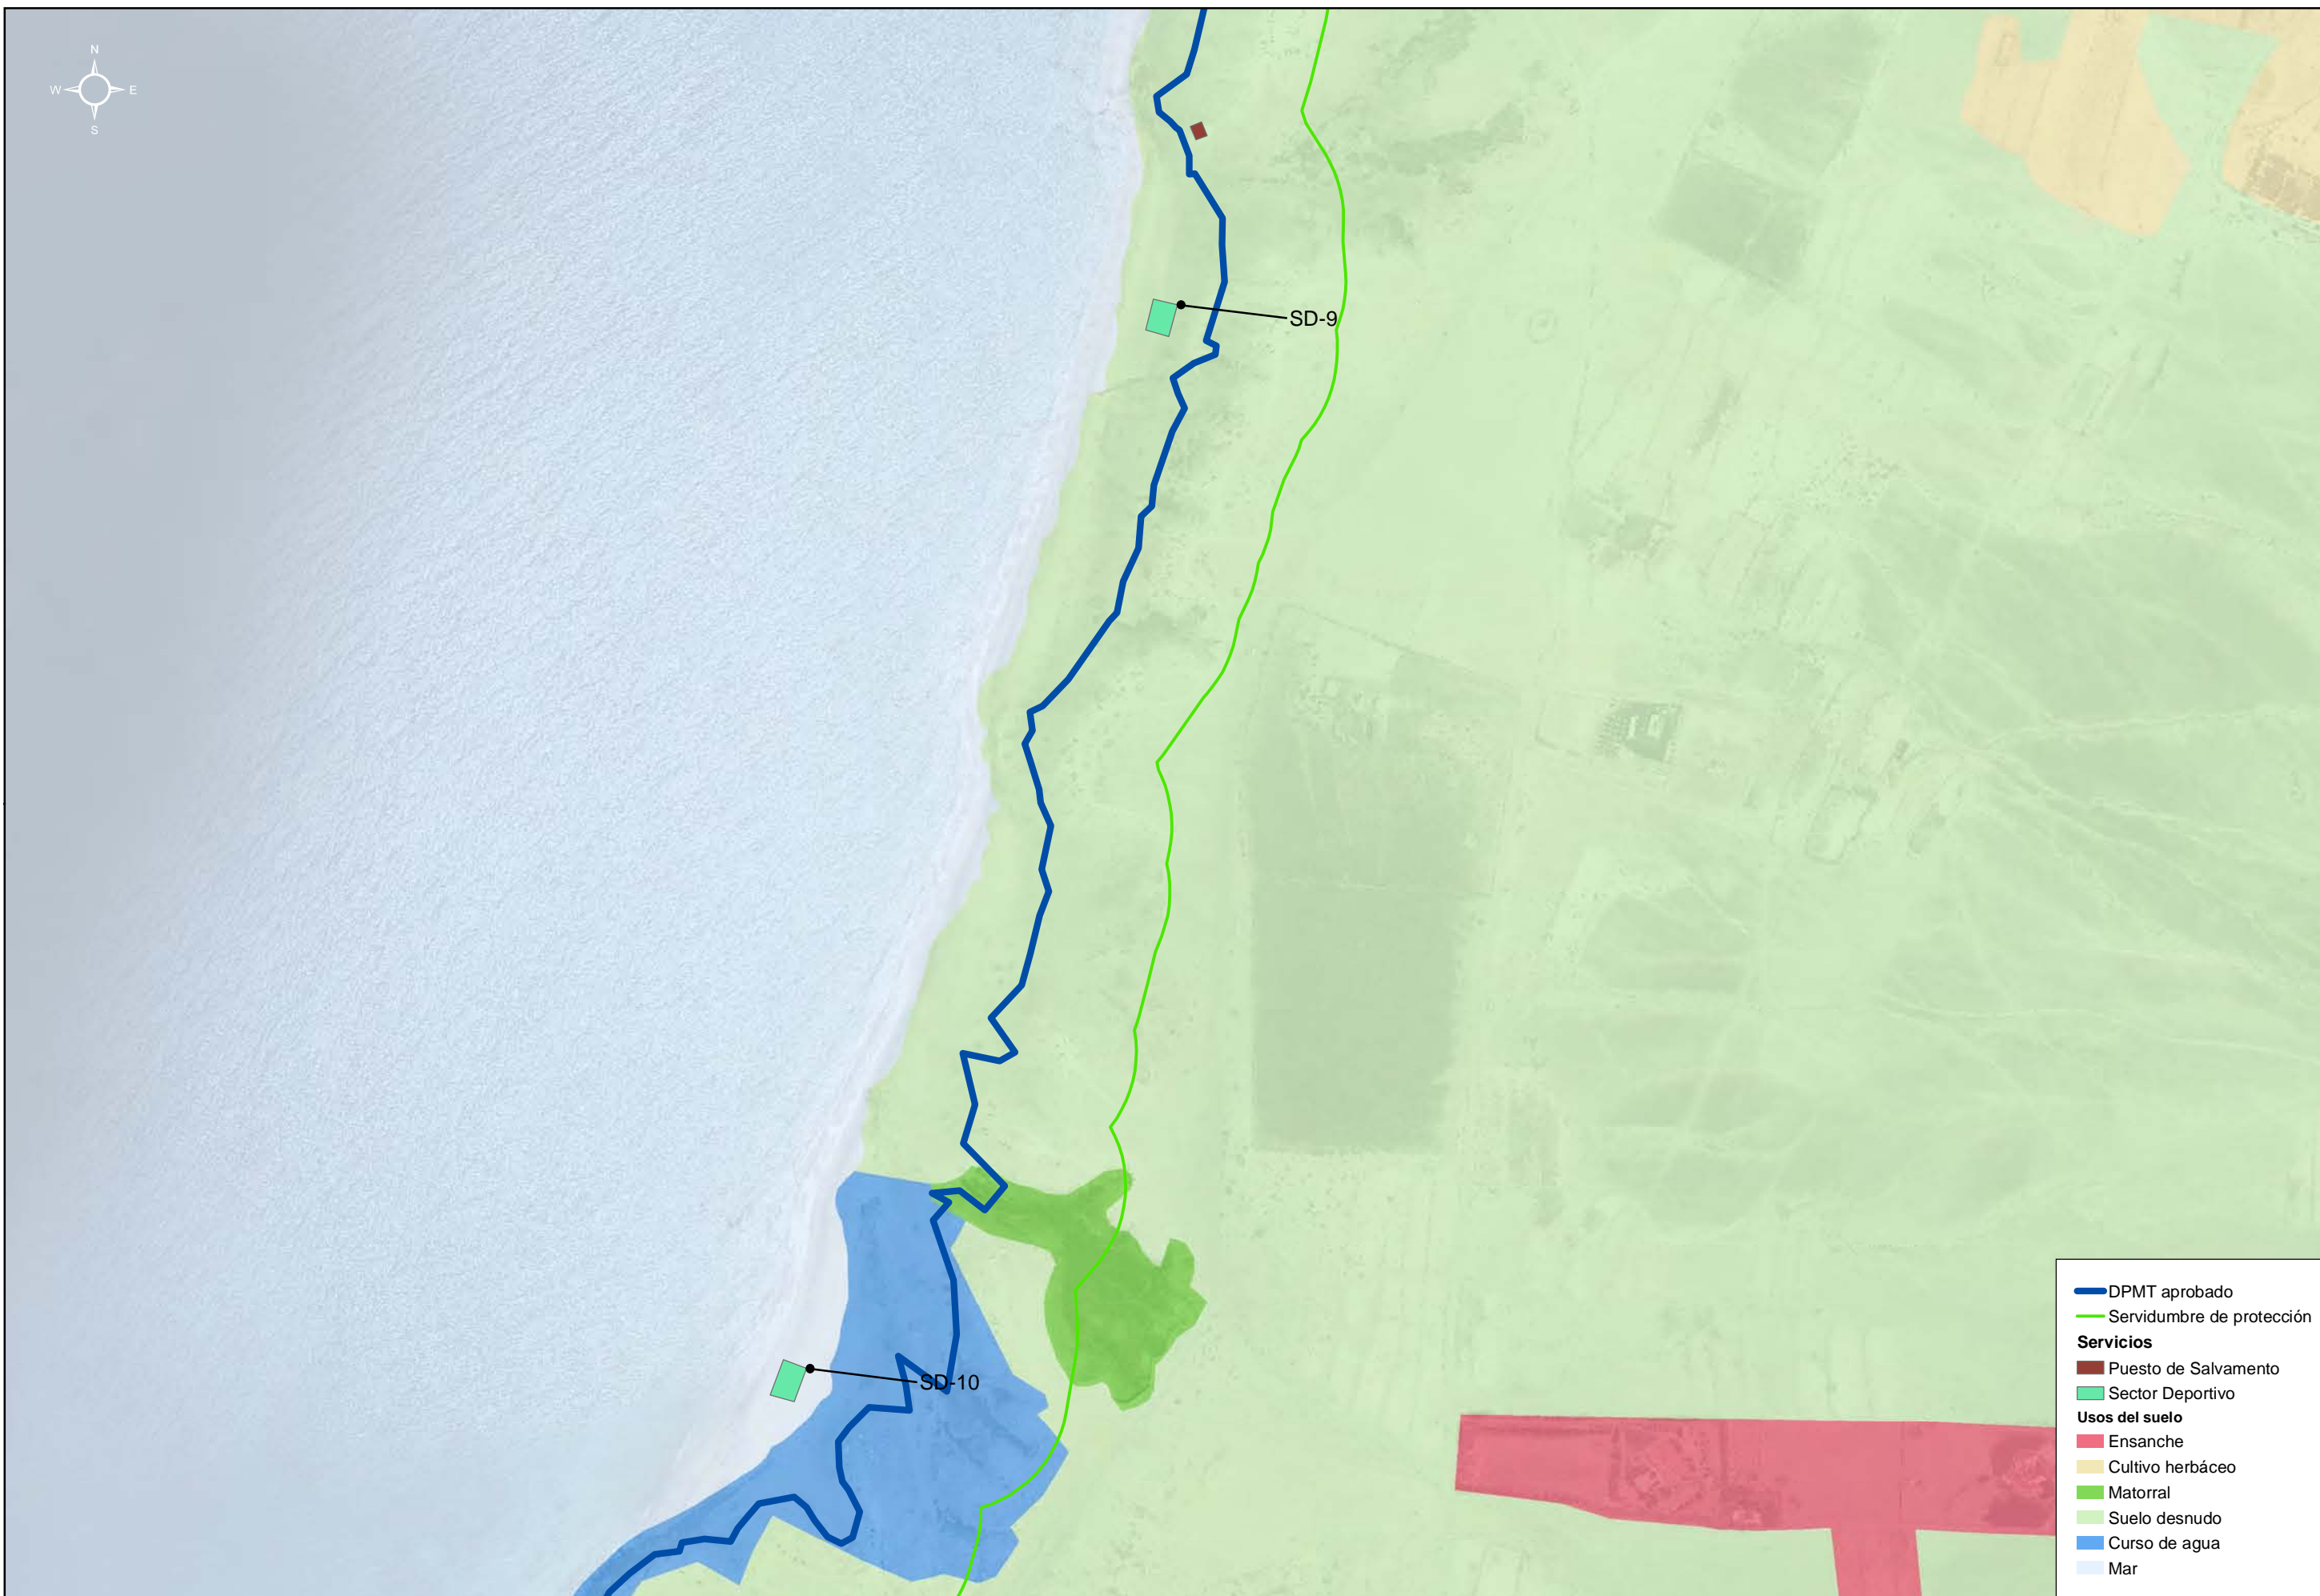 N
W E
S
SD-9
SD-10
DPMT aprobado
Servidumbre de protección
Servicios
Puesto de Salvamento
Sector Deportivo
Usos del suelo
Ensanche
Cultivo herbáceo
Matorral
Suelo desnudo
Curso de agua
Mar